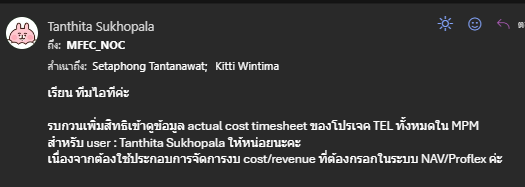 Tanthita Sukhopala
ถึง: MFEC_NOC
สำเนาถึง: Setaphong Tantanawat; Kitti Wintima
เรียน ทีมไอทีค่ะ
รบกวนเพิ่มสิทธิเข้าดูข้อมูล actual cost timesheet ของโปรเจค TEL ทั้งหมดใน MPM
สำหรับ user : Tanthita Sukhopala ให้หน่อยนะคะ
เนื่องจากต้องใช้ประกอบการจัดการงบ cost/revenue ที่ต้องกรอกในระบบ NAV/Proflex ค่ะ